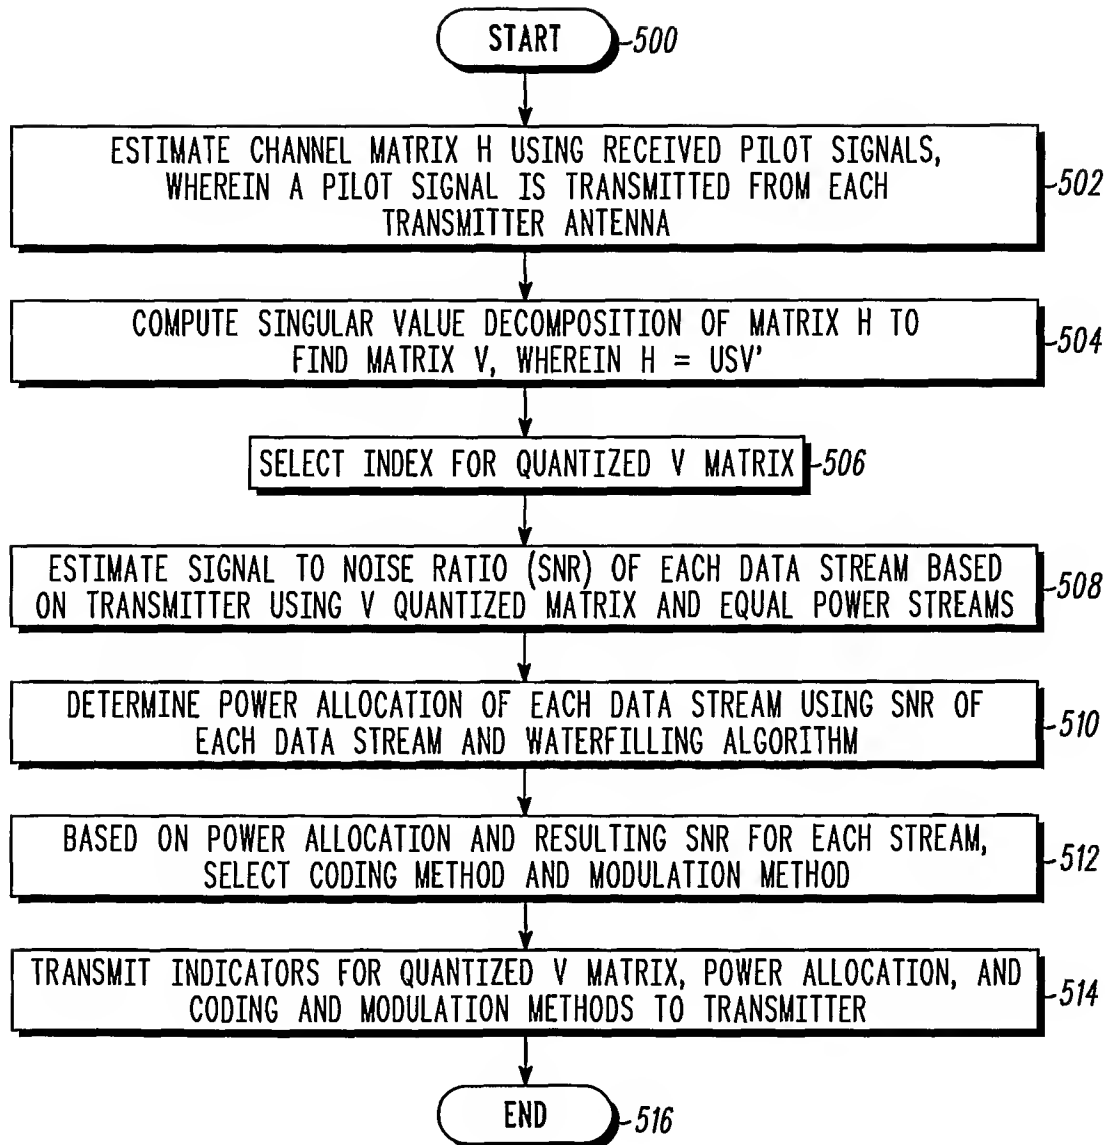 START
500
ESTIMATE CHANNEL MATRIX H USING RECEIVED PILOT SIGNALS,
WHEREIN A PILOT SIGNAL IS TRANSMITTED FROM EACH
TRANSMITTER ANTENNA
502
COMPUTE SINGULAR VALUE DECOMPOSITION OF MATRIX H TO
FIND MATRIX V, WHEREIN H = USV'
504
SELECT INDEX FOR QUANTIZED V MATRIX
506
ESTIMATE SIGNAL TO NOISE RATIO (SNR) OF EACH DATA STREAM BASED
ON TRANSMITTER USING V QUANTIZED MATRIX AND EQUAL POWER STREAMS
508
DETERMINE POWER ALLOCATION OF EACH DATA STREAM USING SNR OF
EACH DATA STREAM AND WATERFILLING ALGORITHM
510
BASED ON POWER ALLOCATION AND RESULTING SNR FOR EACH STREAM,
SELECT CODING METHOD AND MODULATION METHOD
512
TRANSMIT INDICATORS FOR QUANTIZED V MATRIX, POWER ALLOCATION, AND
CODING AND MODULATION METHODS TO TRANSMITTER
514
END
516